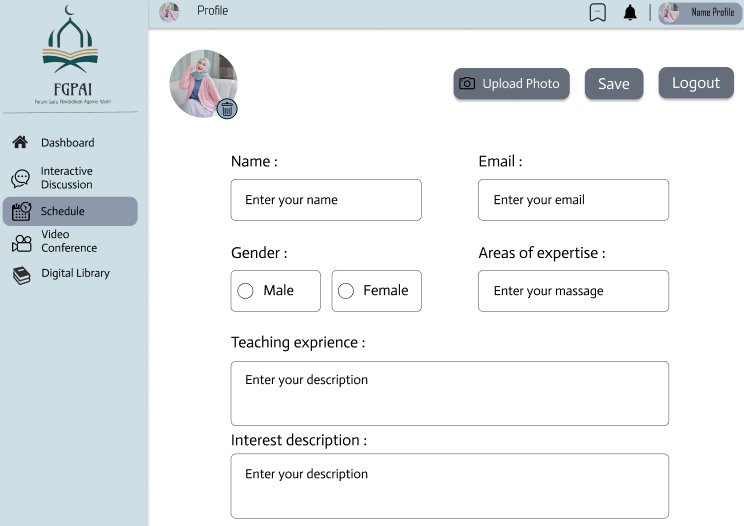 Profile
Name Profile
FGPAI
Forum Guru Pendidikan Agama Islam
Dashboard
Interactive
Discussion
Schedule
Video
Conference
Digital Library
Upload Photo
Save
Logout
Name :
Email :
Enter your name
Enter your email
Gender :
Areas of expertise :
Male
Female
Enter your massage
Teaching exprience :
Enter your description
Interest description :
Enter your description